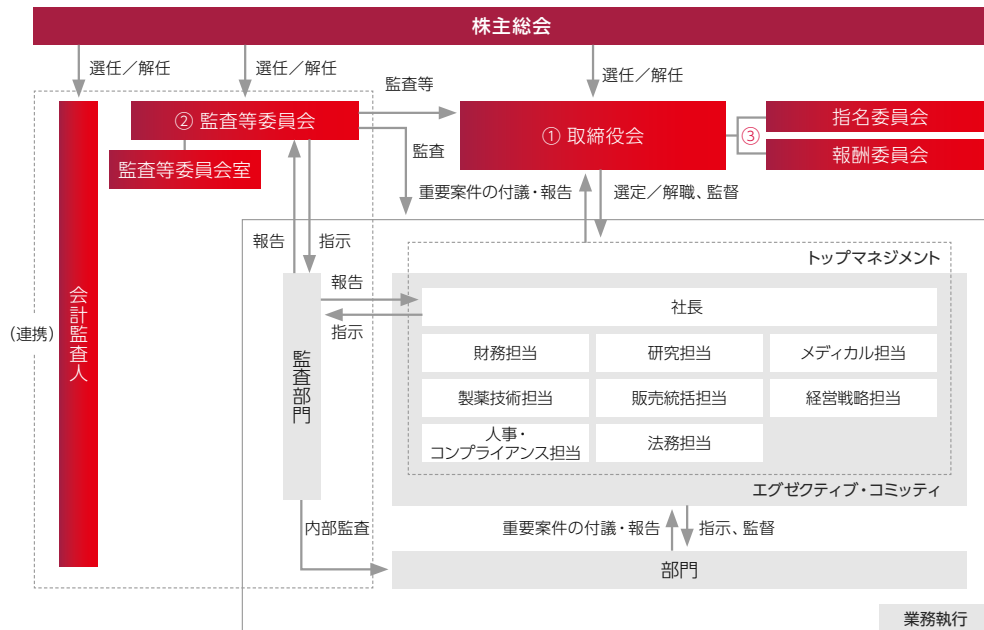 株主総会
選任／解任
選任／解任
選任／解任
監査等
② 監査等委員会
① 取締役会
③
指名委員会
報酬委員会
監査
監査等委員会室
重要案件の付議・報告
選定／解職、監督
報告
指示
トップマネジメント
報告
指示
社長
(連携)
会計監査人
監査部門
財務担当
研究担当
メディカル担当
製薬技術担当
販売統括担当
経営戦略担当
人事・
コンプライアンス担当
法務担当
エグゼクティブ・コミッティ
内部監査
重要案件の付議・報告
指示、監督
部門
業務執行